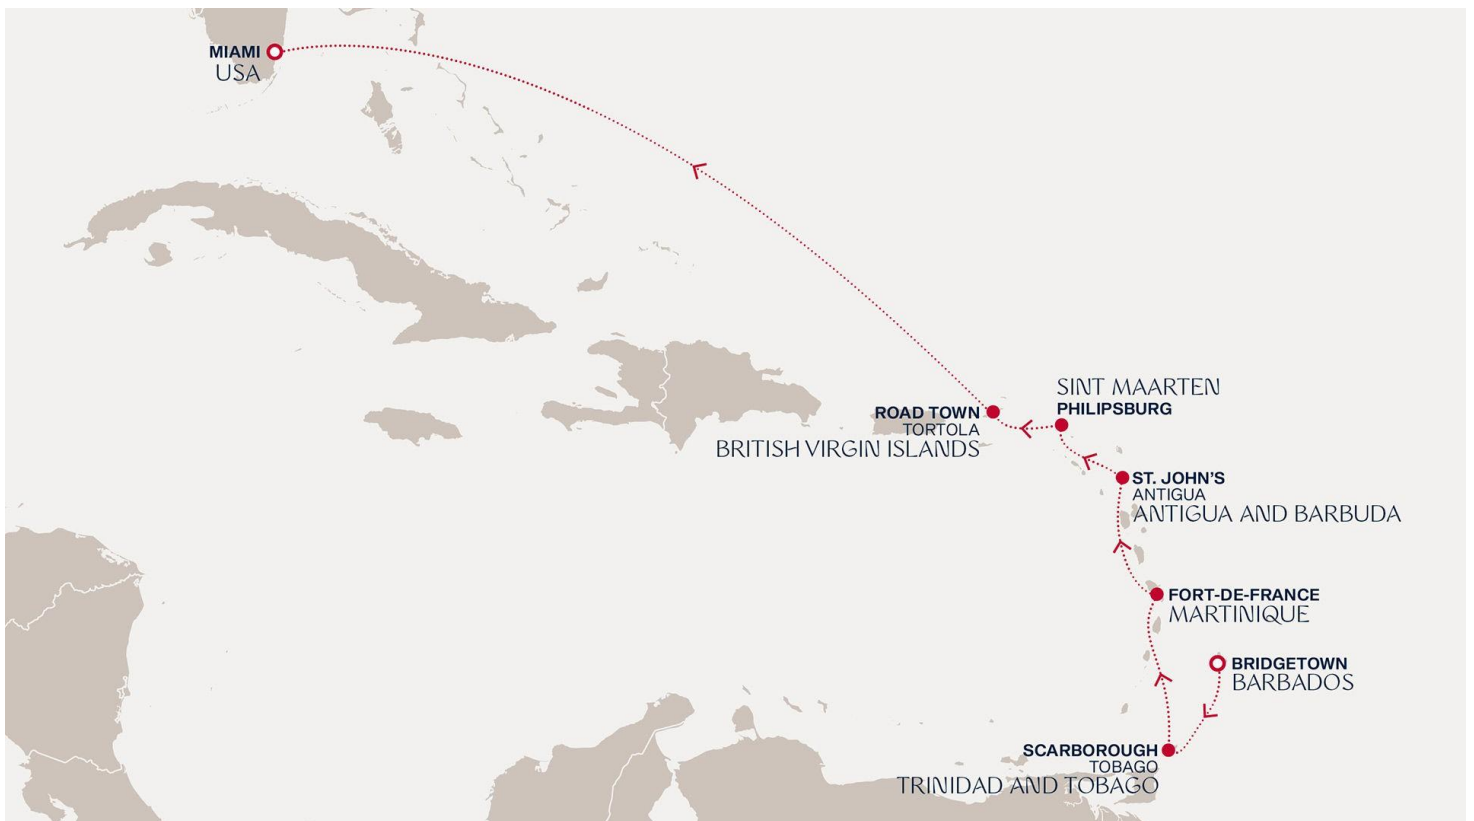 MIAMI
USA
SINT MAARTEN
PHILIPSBURG
ROAD TOWN
TORTOLA
BRITISH VIRGIN ISLANDS
ST. JOHN'S
ANTIGUA
ANTIGUA AND BARBUDA
FORT-DE-FRANCE
MARTINIQUE
BRIDGETOWN
BARBADOS
SCARBOROUGH
TOBAGO
TRINIDAD AND TOBAGO